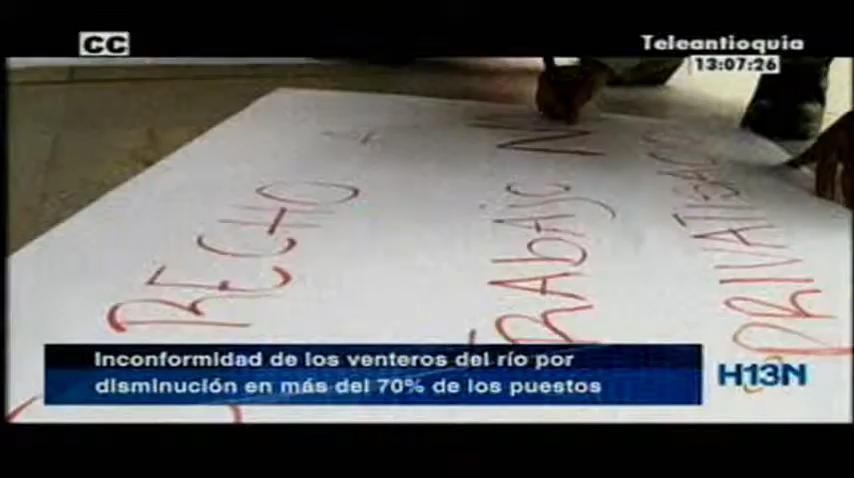 CC
Teleantioquia
13:07:26
RECHO
TRAbAJO N
PRIVATISACO
Inconformidad de los venteros del río por
disminución en más del 70% de los puestos
H13N